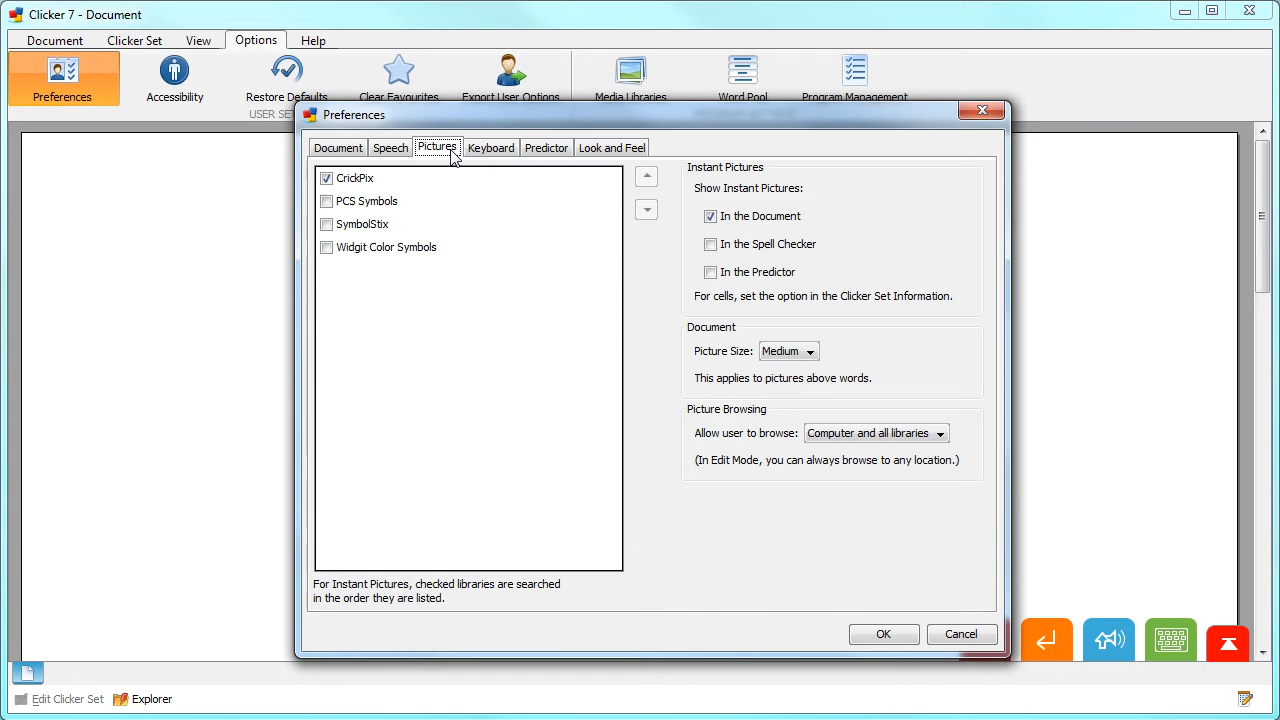 Clicker 7 - Document
Document Clicker Set View Options Help
Preferences Accessibility Restore Defaults Clear Favourites Export User Options Media Libraries Word Pool Program Management
USER SET
Preferences
Document Speech Pictures Keyboard Predictor Look and Feel
CrickPix
PCS Symbols
SymbolStix
Widgit Color Symbols
For Instant Pictures, checked libraries are searched
in the order they are listed.
Instant Pictures
Show Instant Pictures:
In the Document
In the Spell Checker
In the Predictor
For cells, set the option in the Clicker Set Information.
Document
Picture Size: Medium
This applies to pictures above words.
Picture Browsing
Allow user to browse: Computer and all libraries
(In Edit Mode, you can always browse to any location.)
OK Cancel
Edit Clicker Set Explorer